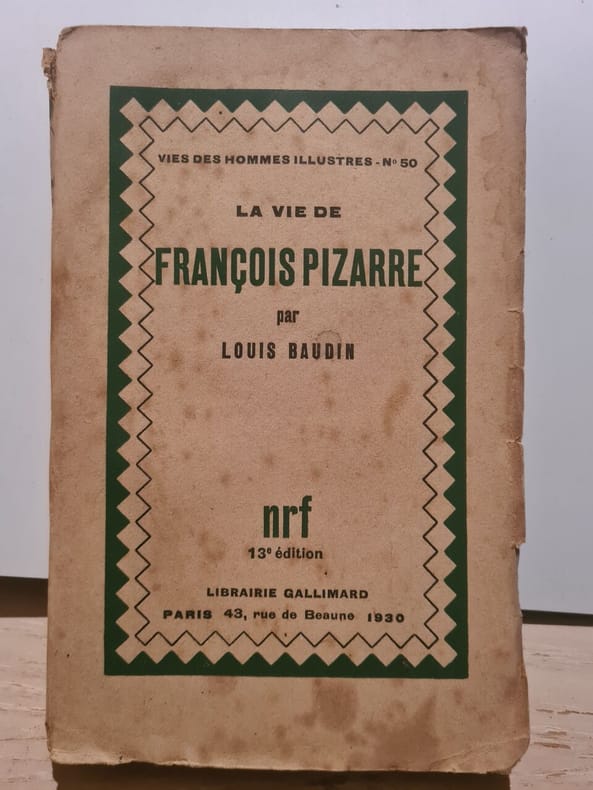 VIES DES HOMMES ILLUSTRES - Nº 50
LA VIE DE
FRANÇOIS PIZARRE
par
LOUIS BAUDIN
nrf
13e édition
LIBRAIRIE GALLIMARD
PARIS 43, rue de Beaune 1930